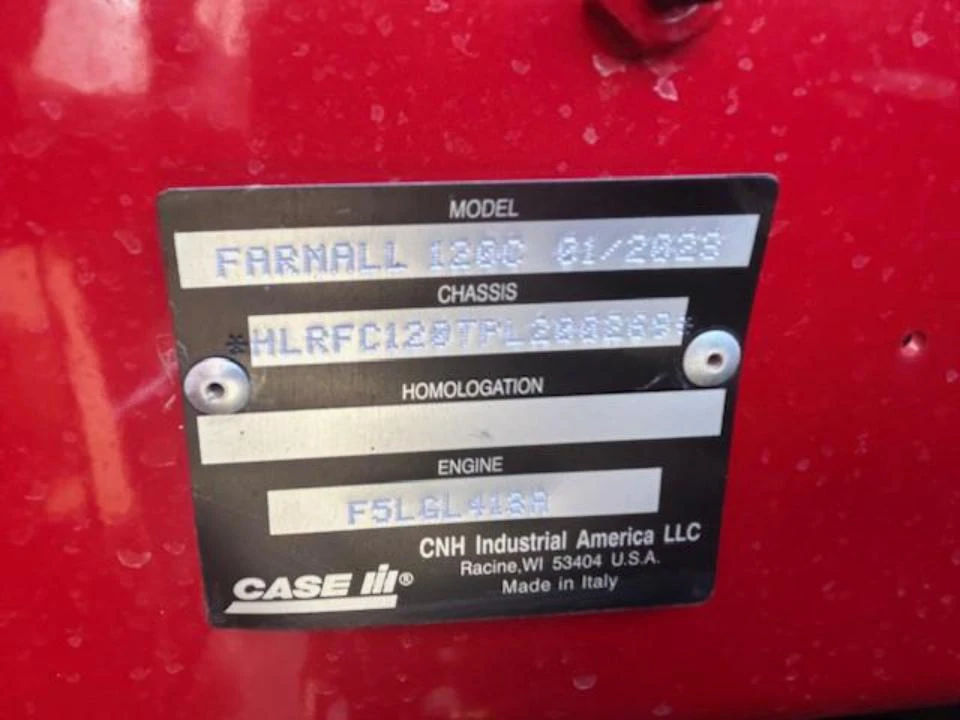 MODEL
FARMALL 120C 01/2023
CHASSIS
*HLRFC120TPL200269*
HOMOLOGATION
ENGINE
F5LGL413A
CNH Industrial America LLC
Racine, WI 53404 U.S.A.
Made in Italy
CASE IH®